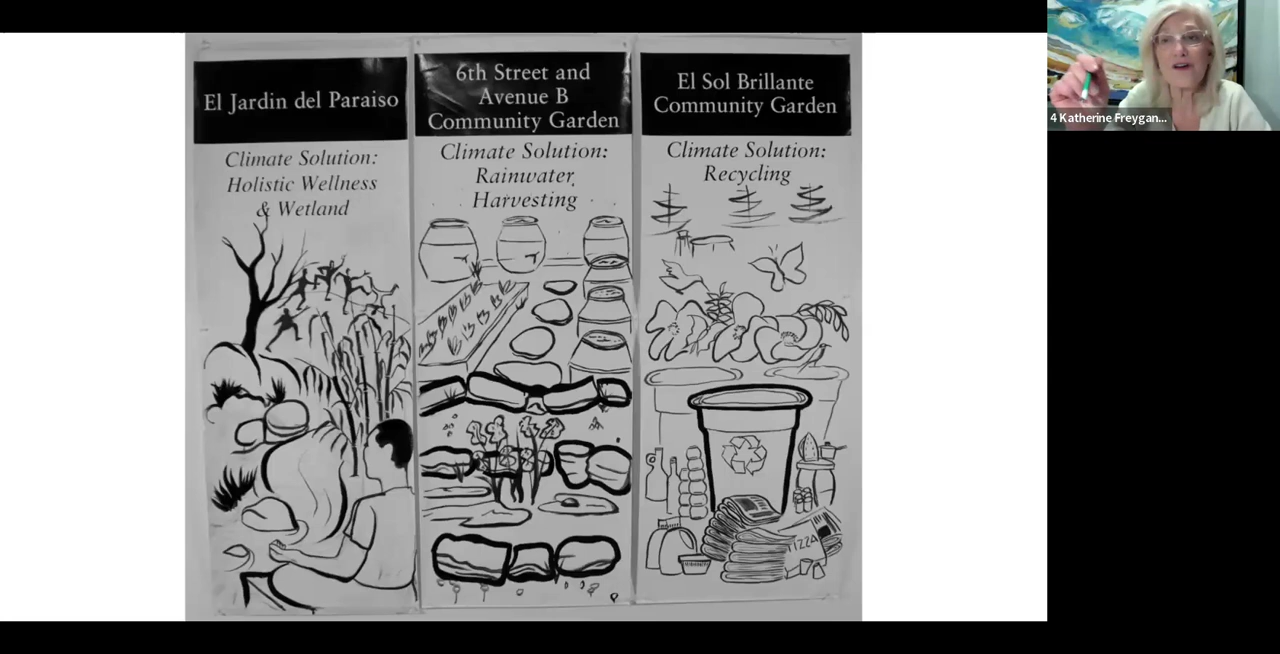 El Jardin del Paraiso
Climate Solution:
Holistic Wellness
& Wetland
6th Street and
Avenue B
Community Garden
Climate Solution:
Rainwater
Harvesting
El Sol Brillante
Community Garden
Climate Solution:
Recycling
PIZZA
4 Katherine Freygan...